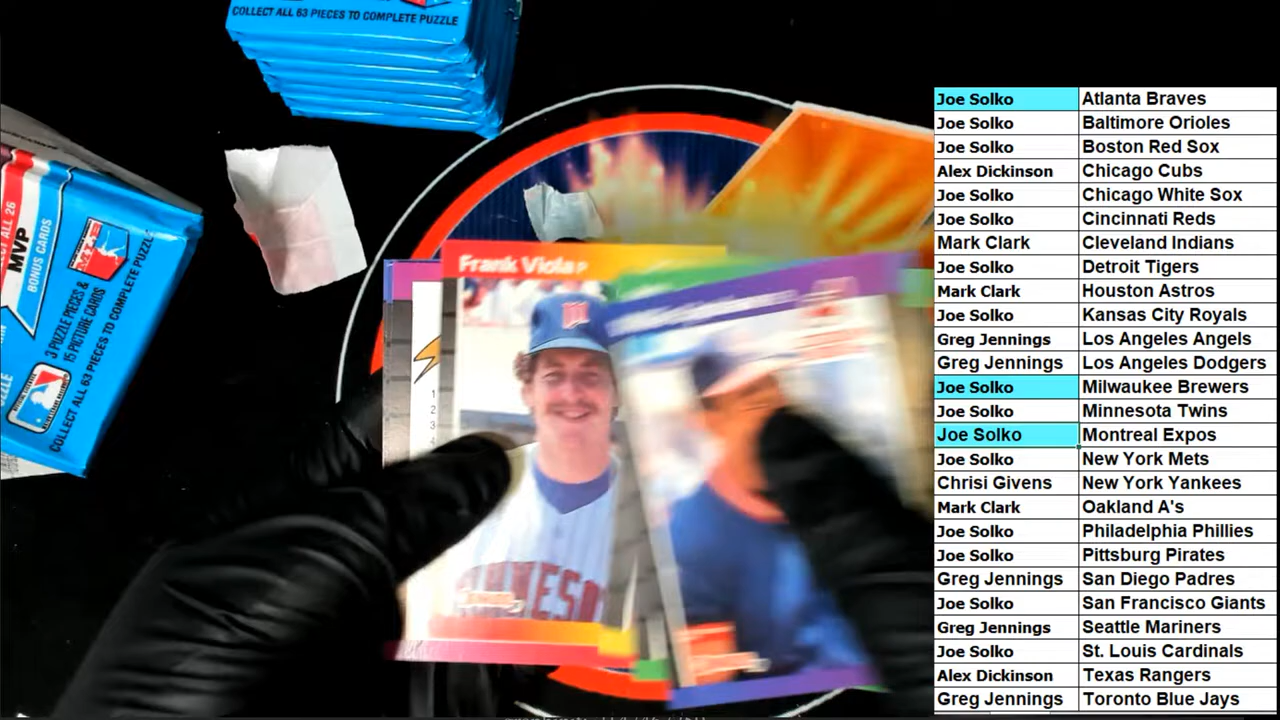 COLLECT ALL 63 PIECES TO COMPLETE PUZZLE
ALL 26
MVP
BONUS CARDS
3 PUZZLE PIECES &
15 PICTURE CARDS
COLLECT ALL 63 PIECES TO COMPLETE PUZZLE
Frank Viola P
1
2
3
4
Joe Solko Atlanta Braves
Joe Solko Baltimore Orioles
Joe Solko Boston Red Sox
Alex Dickinson Chicago Cubs
Joe Solko Chicago White Sox
Joe Solko Cincinnati Reds
Mark Clark Cleveland Indians
Joe Solko Detroit Tigers
Mark Clark Houston Astros
Joe Solko Kansas City Royals
Greg Jennings Los Angeles Angels
Greg Jennings Los Angeles Dodgers
Joe Solko Milwaukee Brewers
Joe Solko Minnesota Twins
Joe Solko Montreal Expos
Joe Solko New York Mets
Chrisi Givens New York Yankees
Mark Clark Oakland A's
Joe Solko Philadelphia Phillies
Joe Solko Pittsburg Pirates
Greg Jennings San Diego Padres
Joe Solko San Francisco Giants
Greg Jennings Seattle Mariners
Joe Solko St. Louis Cardinals
Alex Dickinson Texas Rangers
Greg Jennings Toronto Blue Jays